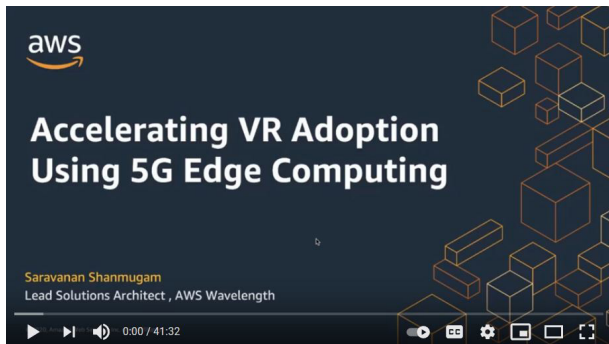 aws
Accelerating VR Adoption
Using 5G Edge Computing
Saravanan Shanmugam
Lead Solutions Architect , AWS Wavelength
0:00 / 41:32
CC